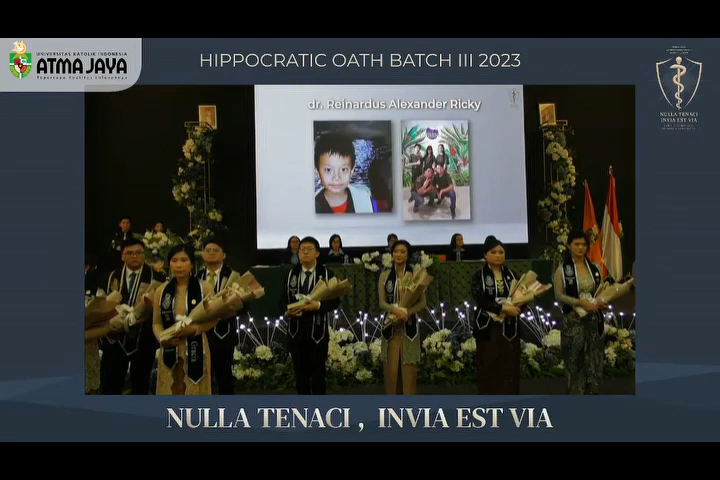 UNIVERSITAS KATOLIK INDONESIA
ATMA JAYA
HIPPOCRATIC OATH BATCH III 2023
NULLA TENACI
INVIA EST VIA
dr. Reinardus Alexander Ricky
NULLA TENACI , INVIA EST VIA